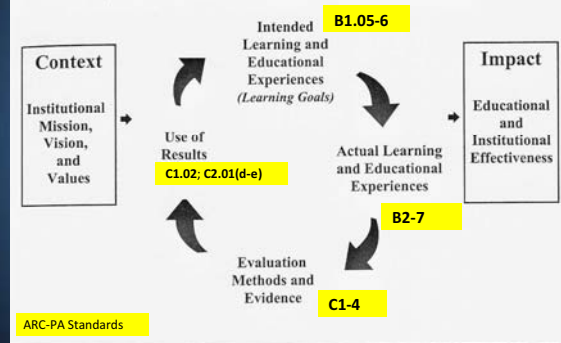 Context
Institutional
Mission,
Vision,
and
Values
Intended
Learning and
Educational
Experiences
(Learning Goals)
B1.05-6
Actual Learning
and Educational
Experiences
B2-7
Evaluation
Methods and
Evidence
C1-4
Use of
Results
C1.02; C2.01(d-e)
Impact
Educational
and
Institutional
Effectiveness
ARC-PA Standards